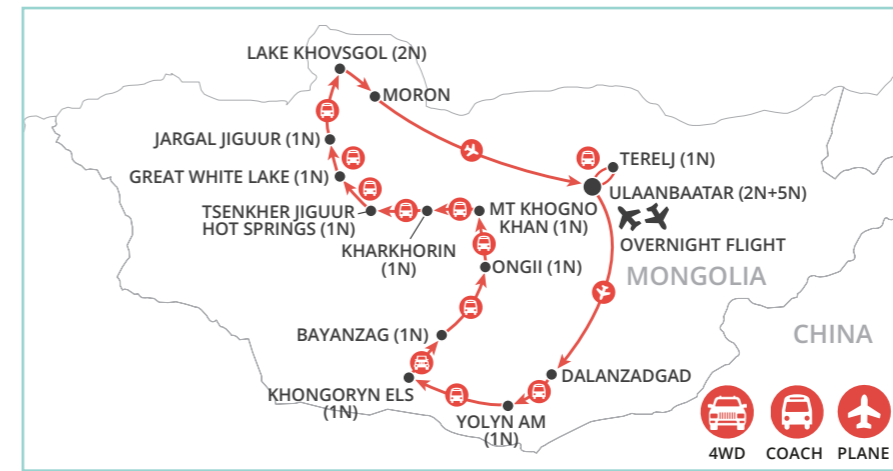 LAKE KHOVSGOL (2N)
MORON
JARGAL JIGUUR (1N)
TERELJ (1N)
GREAT WHITE LAKE (1N)
ULAANBAATAR (2N+5N)
TSENKHER JIGUUR
HOT SPRINGS (1N)
MT KHOGNO
KHAN (1N)
KHARKHORIN
(1N)
OVERNIGHT FLIGHT
ONGII (1N)
MONGOLIA
BAYANZAG (1N)
CHINA
DALANZADGAD
KHONGORYN ELS
(1N)
YOLYN AM
(1N)
4WD
COACH
PLANE